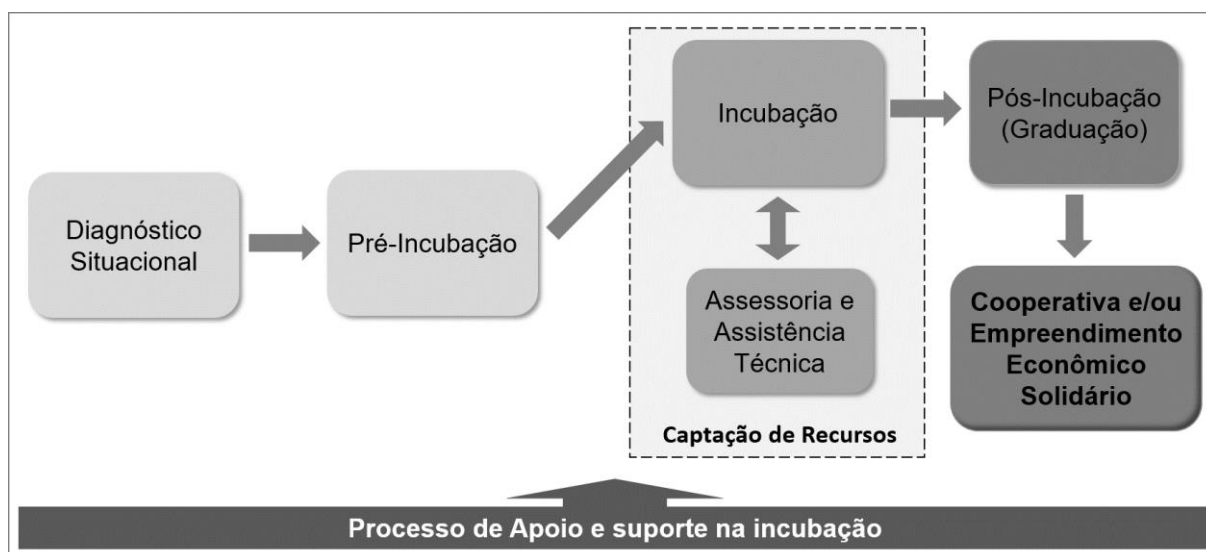 Diagnóstico
Situacional
Pré-Incubação
Incubação
Assessoria e
Assistência
Técnica
Captação de Recursos
Pós-Incubação
(Graduação)
Cooperativa e/ou
Empreendimento
Econômico
Solidário
Processo de Apoio e suporte na incubação